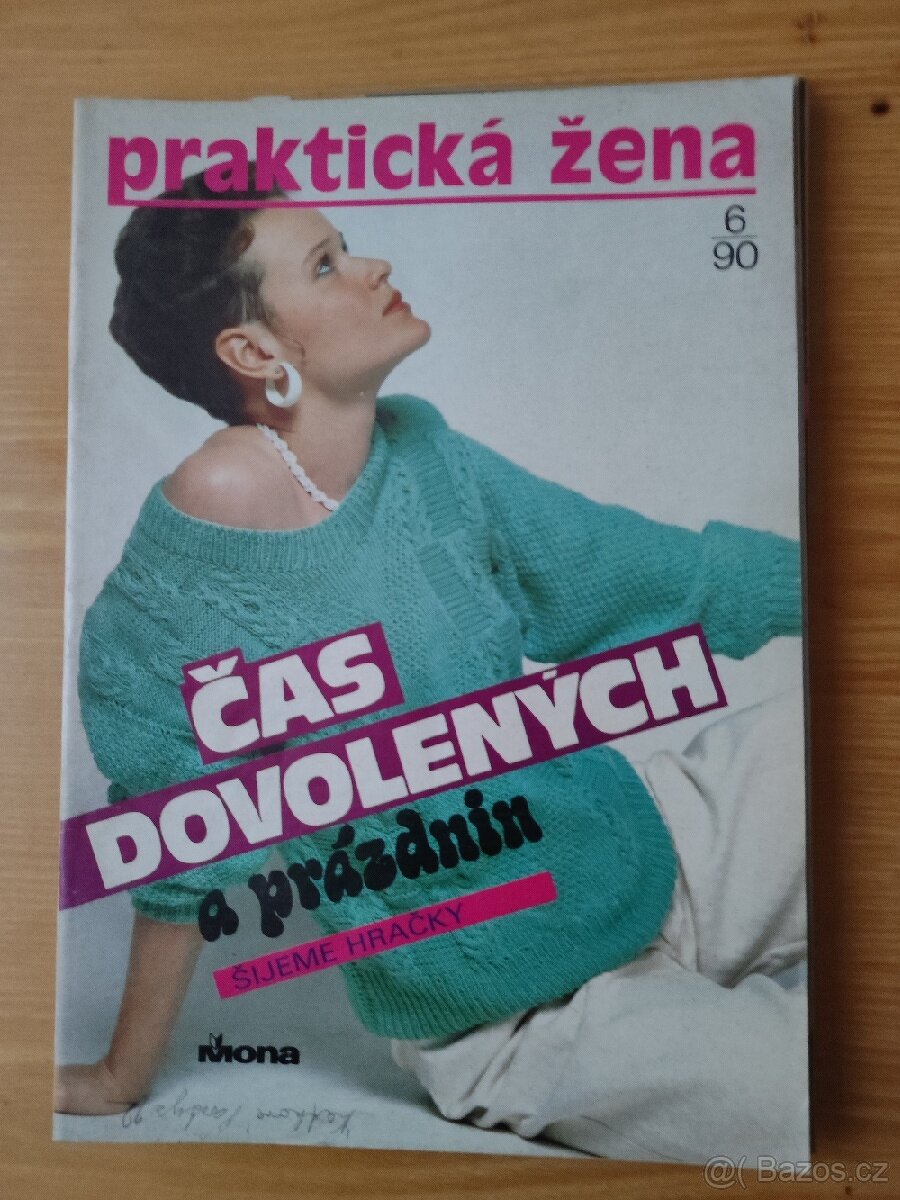 praktická žena
6
90
ČAS
DOVOLENÝCH
a prázdnin
ŠIJEME HRAČKY
Mona
@( Bazos.cz